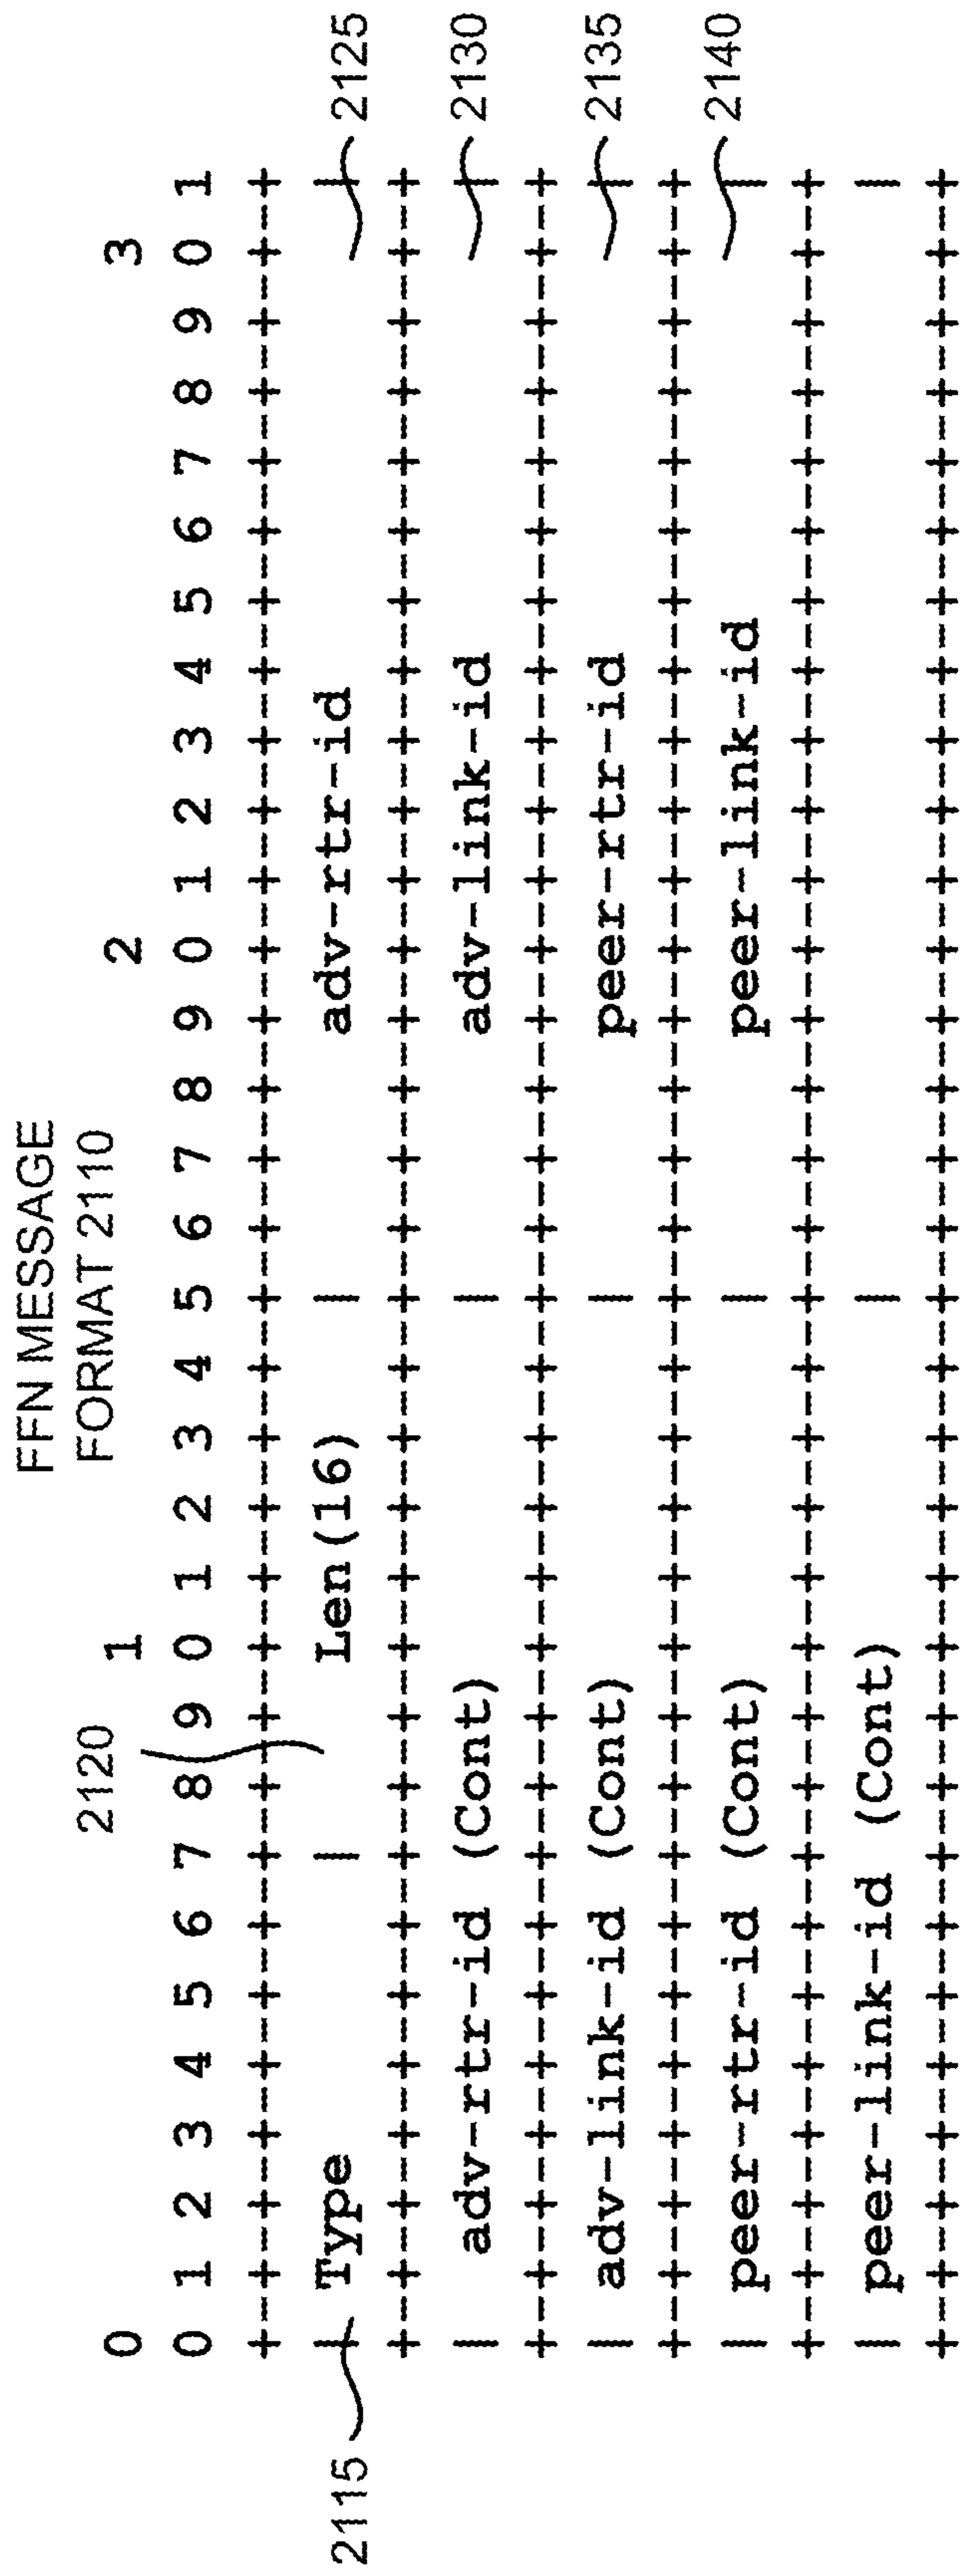 FFN MESSAGE
FORMAT 2110
2120
0 1 2 3
0 1 2 3 4 5 6 7 8 9 0 1 2 3 4 5 6 7 8 9 0 1 2 3 4 5 6 7 8 9 0 1
+--+--+--+--+--+--+--+--+--+--+--+--+--+--+--+--+--+--+--+--+--+--+--+--+--+--+--+--+--+--+--+--+
2115 | Type | Len(16) | adv-rtr-id | 2125
+--+--+--+--+--+--+--+--+--+--+--+--+--+--+--+--+--+--+--+--+--+--+--+--+--+--+--+--+--+--+--+--+
| adv-rtr-id (Cont) | adv-link-id | 2130
+--+--+--+--+--+--+--+--+--+--+--+--+--+--+--+--+--+--+--+--+--+--+--+--+--+--+--+--+--+--+--+--+
| adv-link-id (Cont) | peer-rtr-id | 2135
+--+--+--+--+--+--+--+--+--+--+--+--+--+--+--+--+--+--+--+--+--+--+--+--+--+--+--+--+--+--+--+--+
| peer-rtr-id (Cont) | peer-link-id | 2140
+--+--+--+--+--+--+--+--+--+--+--+--+--+--+--+--+--+--+--+--+--+--+--+--+--+--+--+--+--+--+--+--+
| peer-link-id (Cont) | |
+--+--+--+--+--+--+--+--+--+--+--+--+--+--+--+--+--+--+--+--+--+--+--+--+--+--+--+--+--+--+--+--+